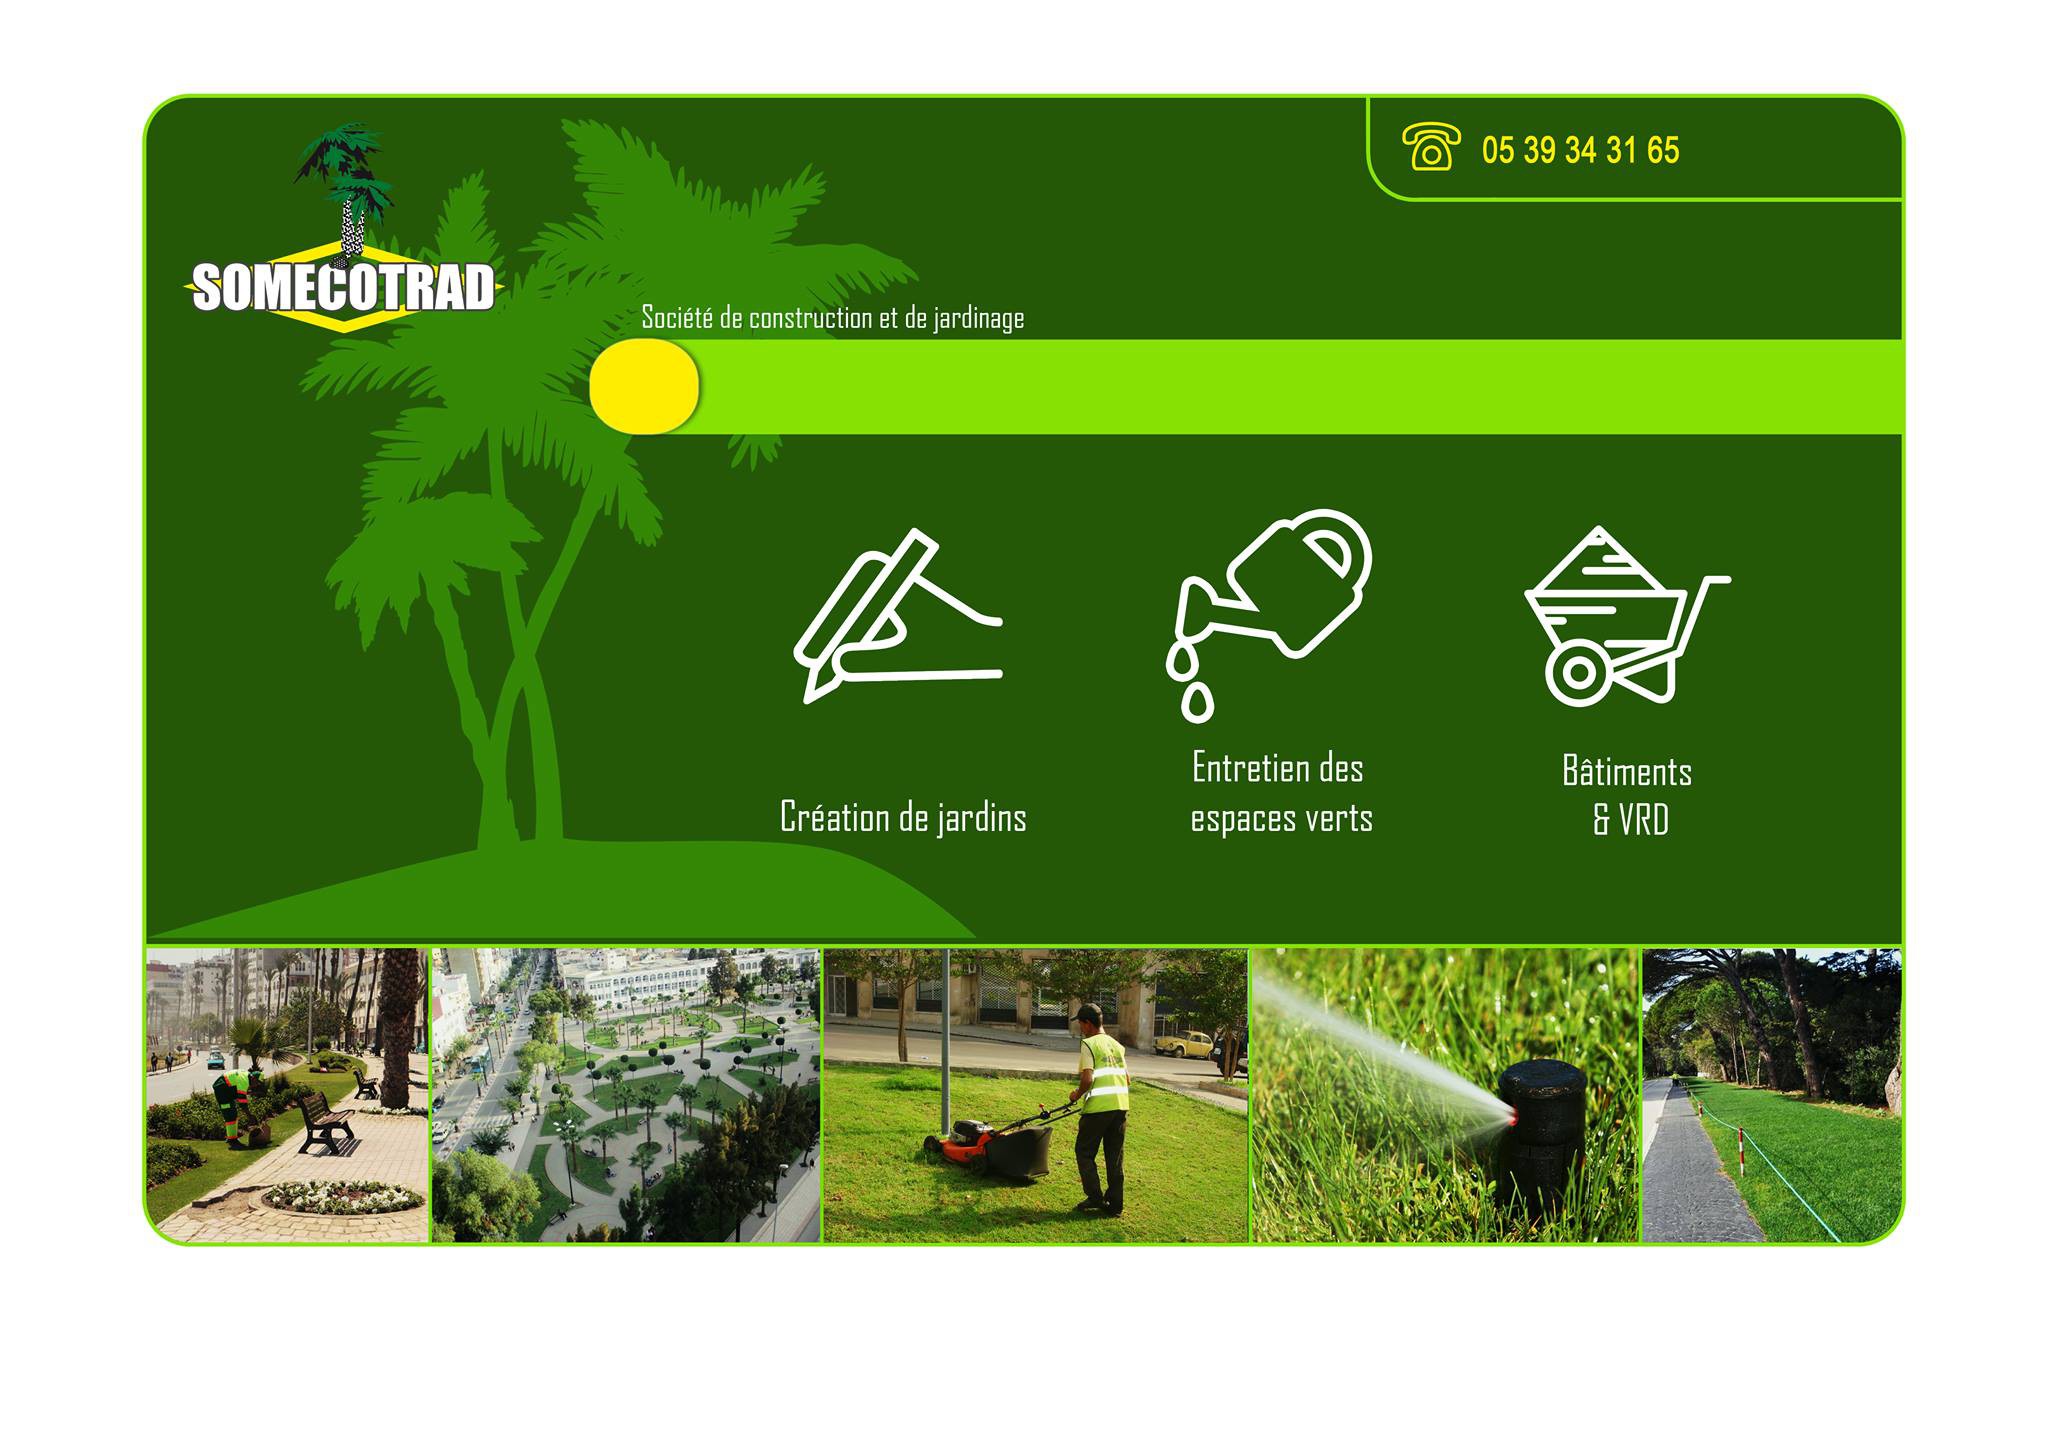 05 39 34 31 65
SOMECOTRAD
Société de construction et de jardinage
Création de jardins
Entretien des
espaces verts
Bâtiments
& VRD